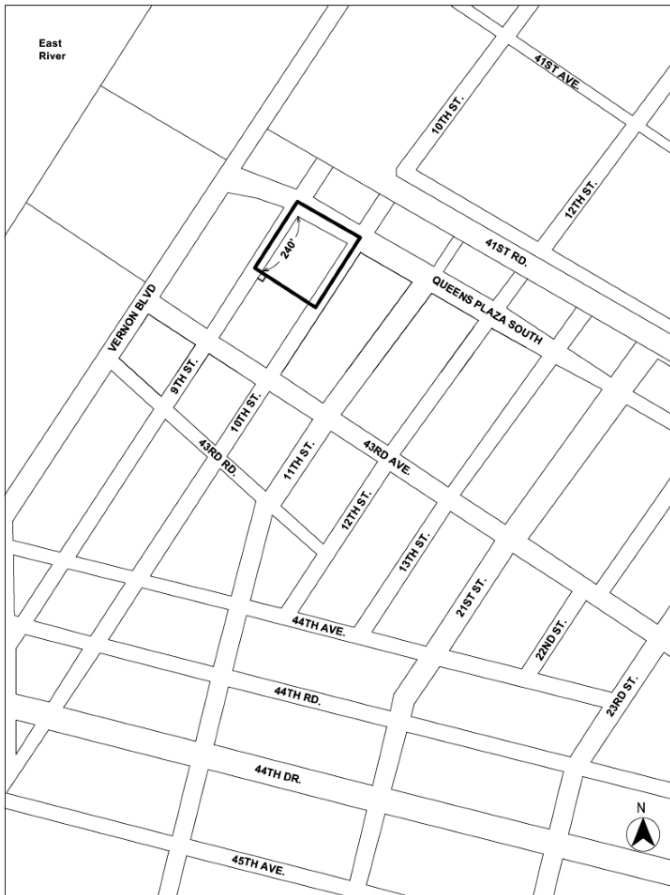 East
River
41ST AVE.
10TH ST.
12TH ST.
41ST RD.
240'
QUEENS PLAZA SOUTH
VERNON BLVD
9TH ST.
10TH ST.
43RD RD.
11TH ST.
43RD AVE.
12TH ST.
13TH ST.
21ST ST.
44TH AVE.
22ND ST.
44TH RD.
23RD ST.
44TH DR.
N
45TH AVE.